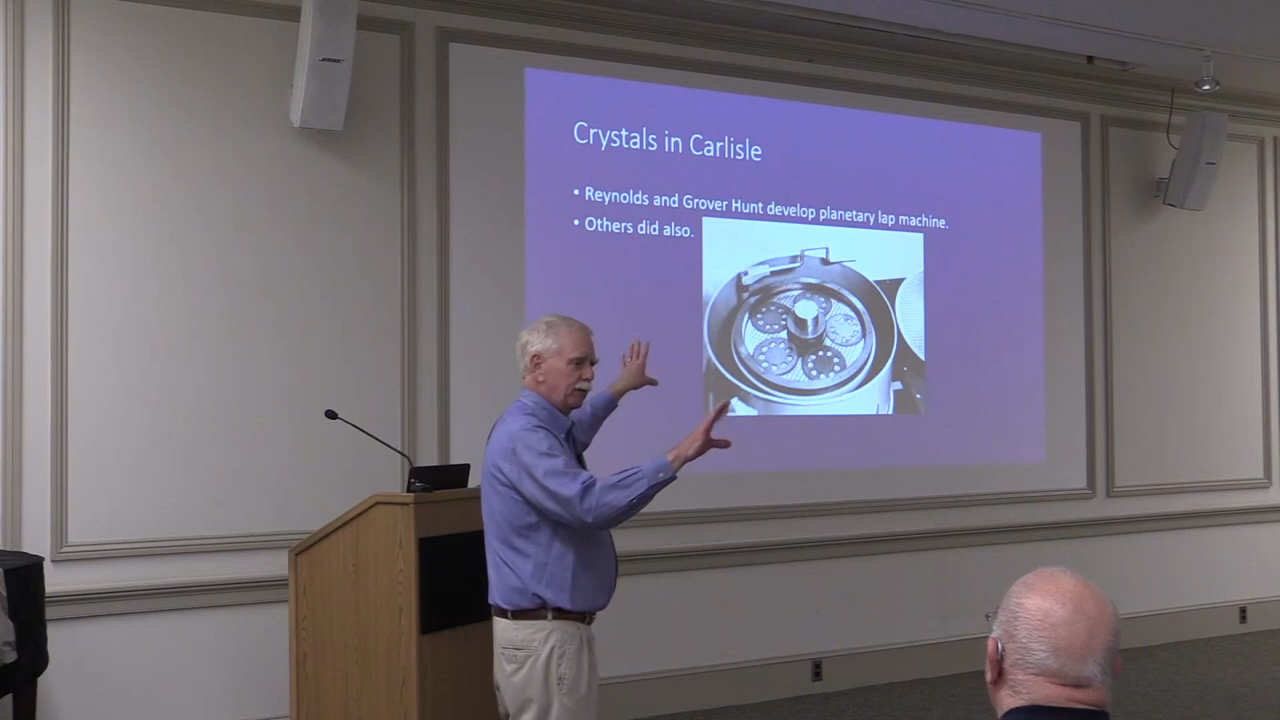 BOSE
Crystals in Carlisle
• Reynolds and Grover Hunt develop planetary lap machine.
• Others did also.